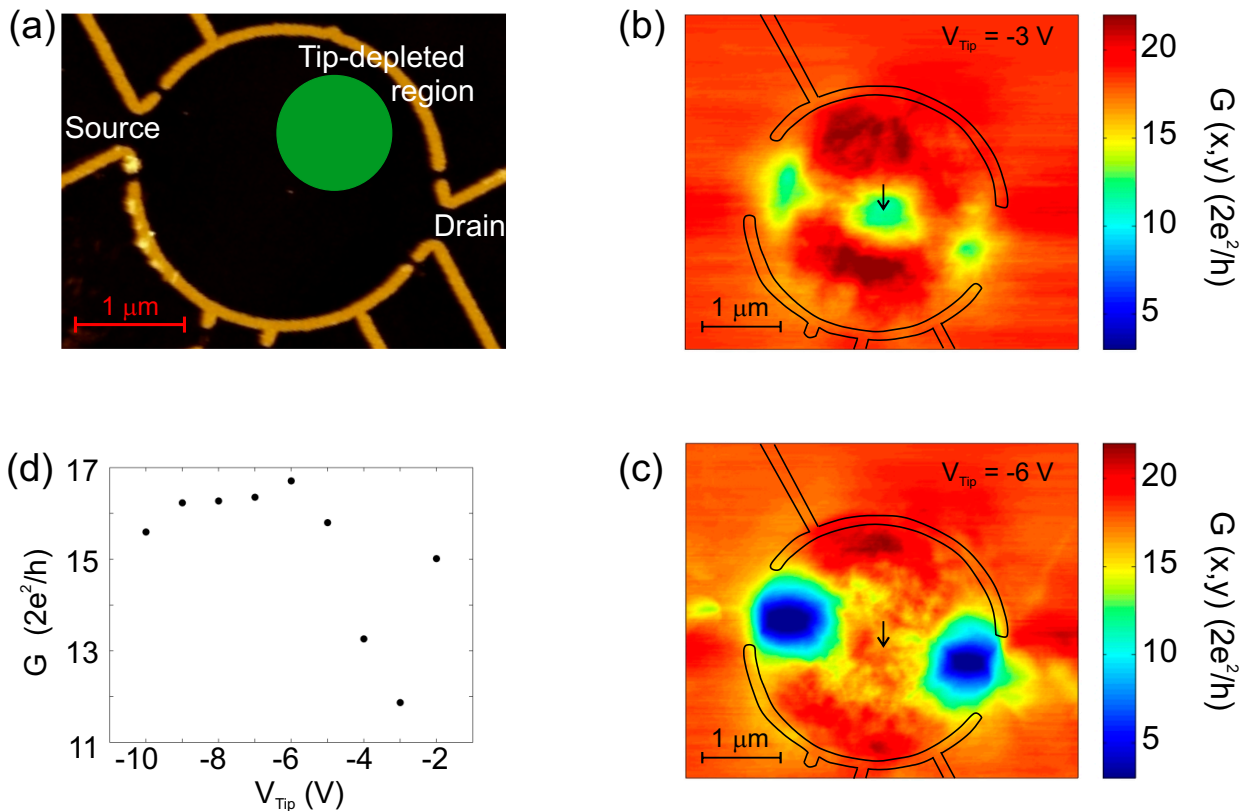 (a)
Tip-depleted
region
Source
Drain
1 μm
(b)
V_Tip = -3 V
1 μm
20
15
10
5
G (x,y) (2e²/h)
(d)
17
15
13
11
G (2e²/h)
-10 -8 -6 -4 -2
V_Tip (V)
(c)
V_Tip = -6 V
1 μm
20
15
10
5
G (x,y) (2e²/h)